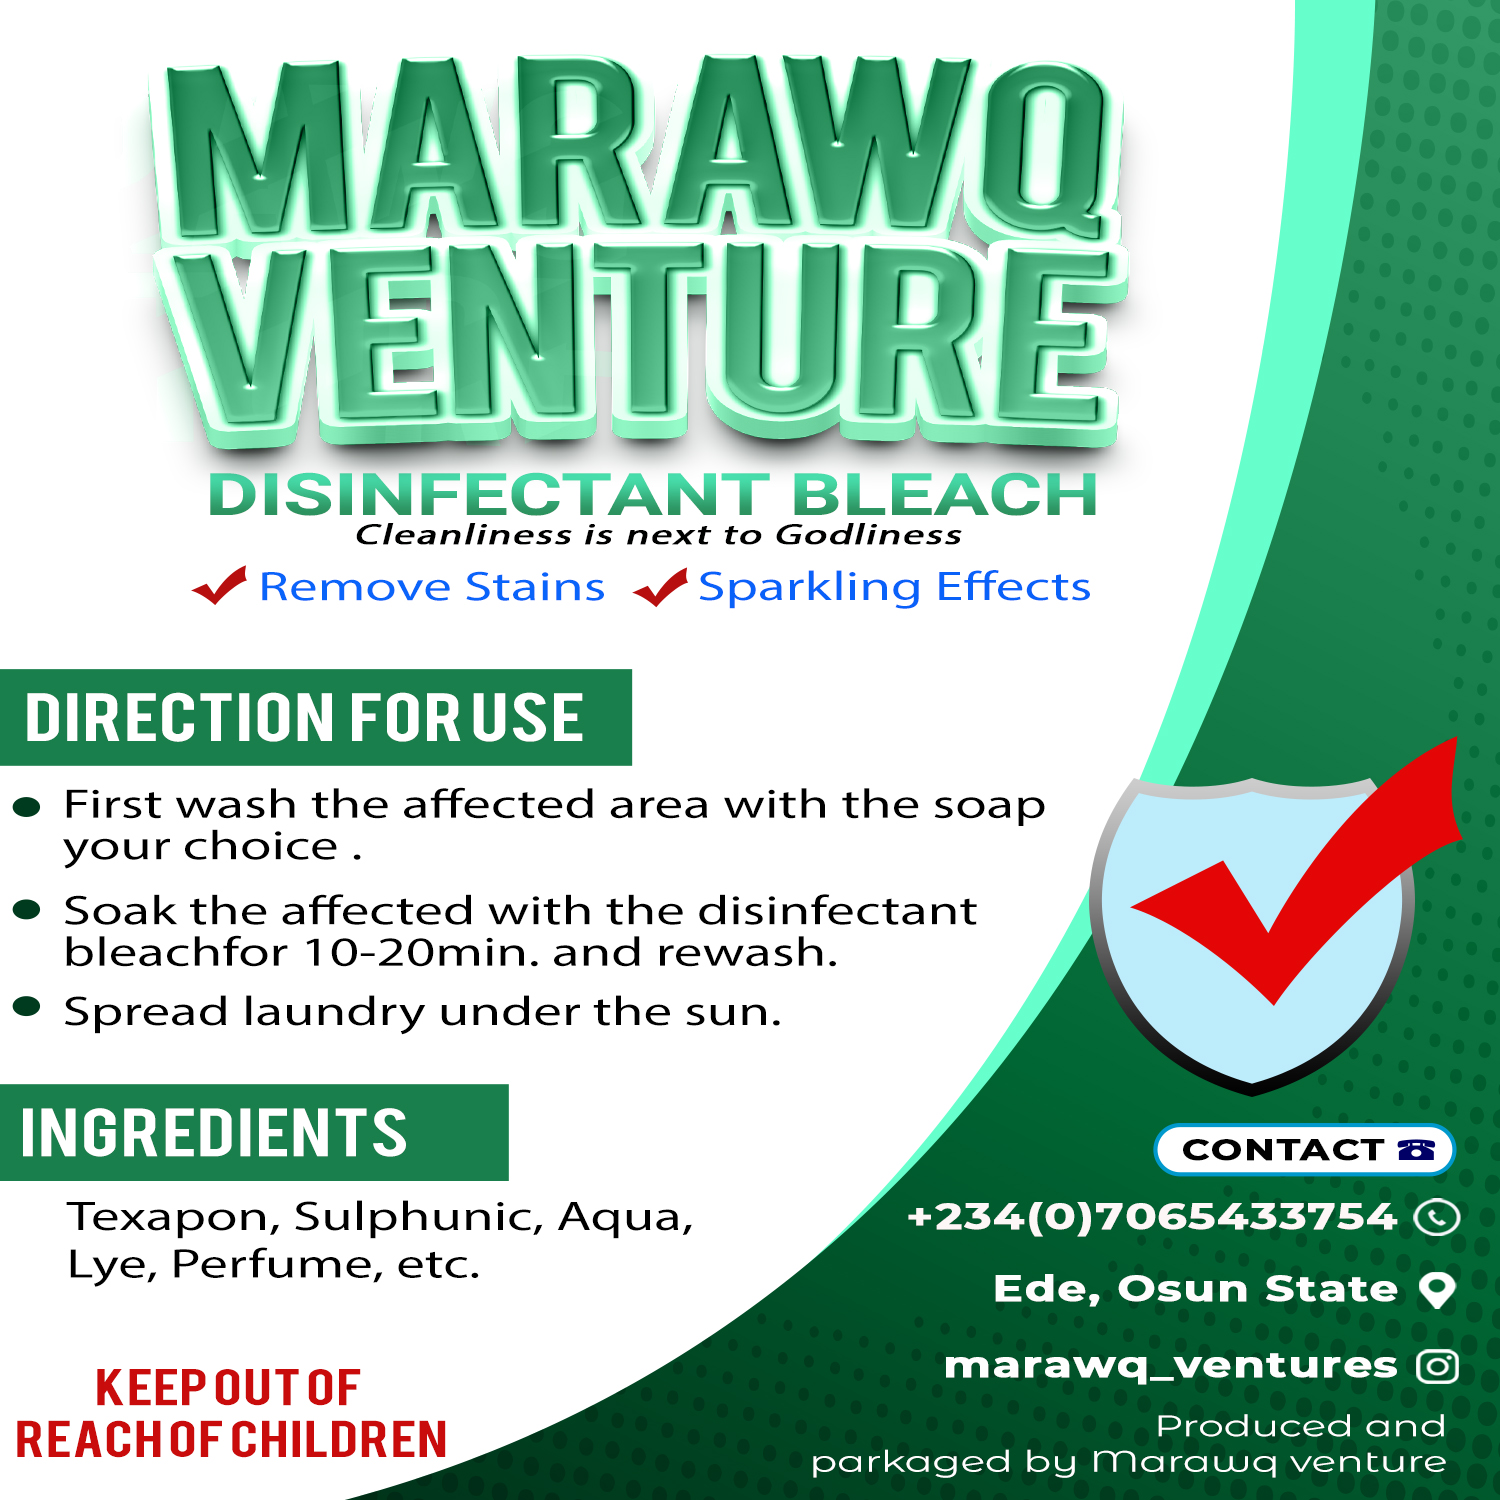 MARAWQ
VENTURE
DISINFECTANT BLEACH
Cleanliness is next to Godliness
Remove Stains Sparkling Effects
DIRECTION FOR USE
First wash the affected area with the soap
your choice .
Soak the affected with the disinfectant
bleachfor 10-20min. and rewash.
Spread laundry under the sun.
INGREDIENTS
Texapon, Sulphunic, Aqua,
Lye, Perfume, etc.
KEEP OUT OF
REACH OF CHILDREN
CONTACT
+234(0)7065433754
Ede, Osun State
marawq_ventures
Produced and
parkaged by Marawq venture